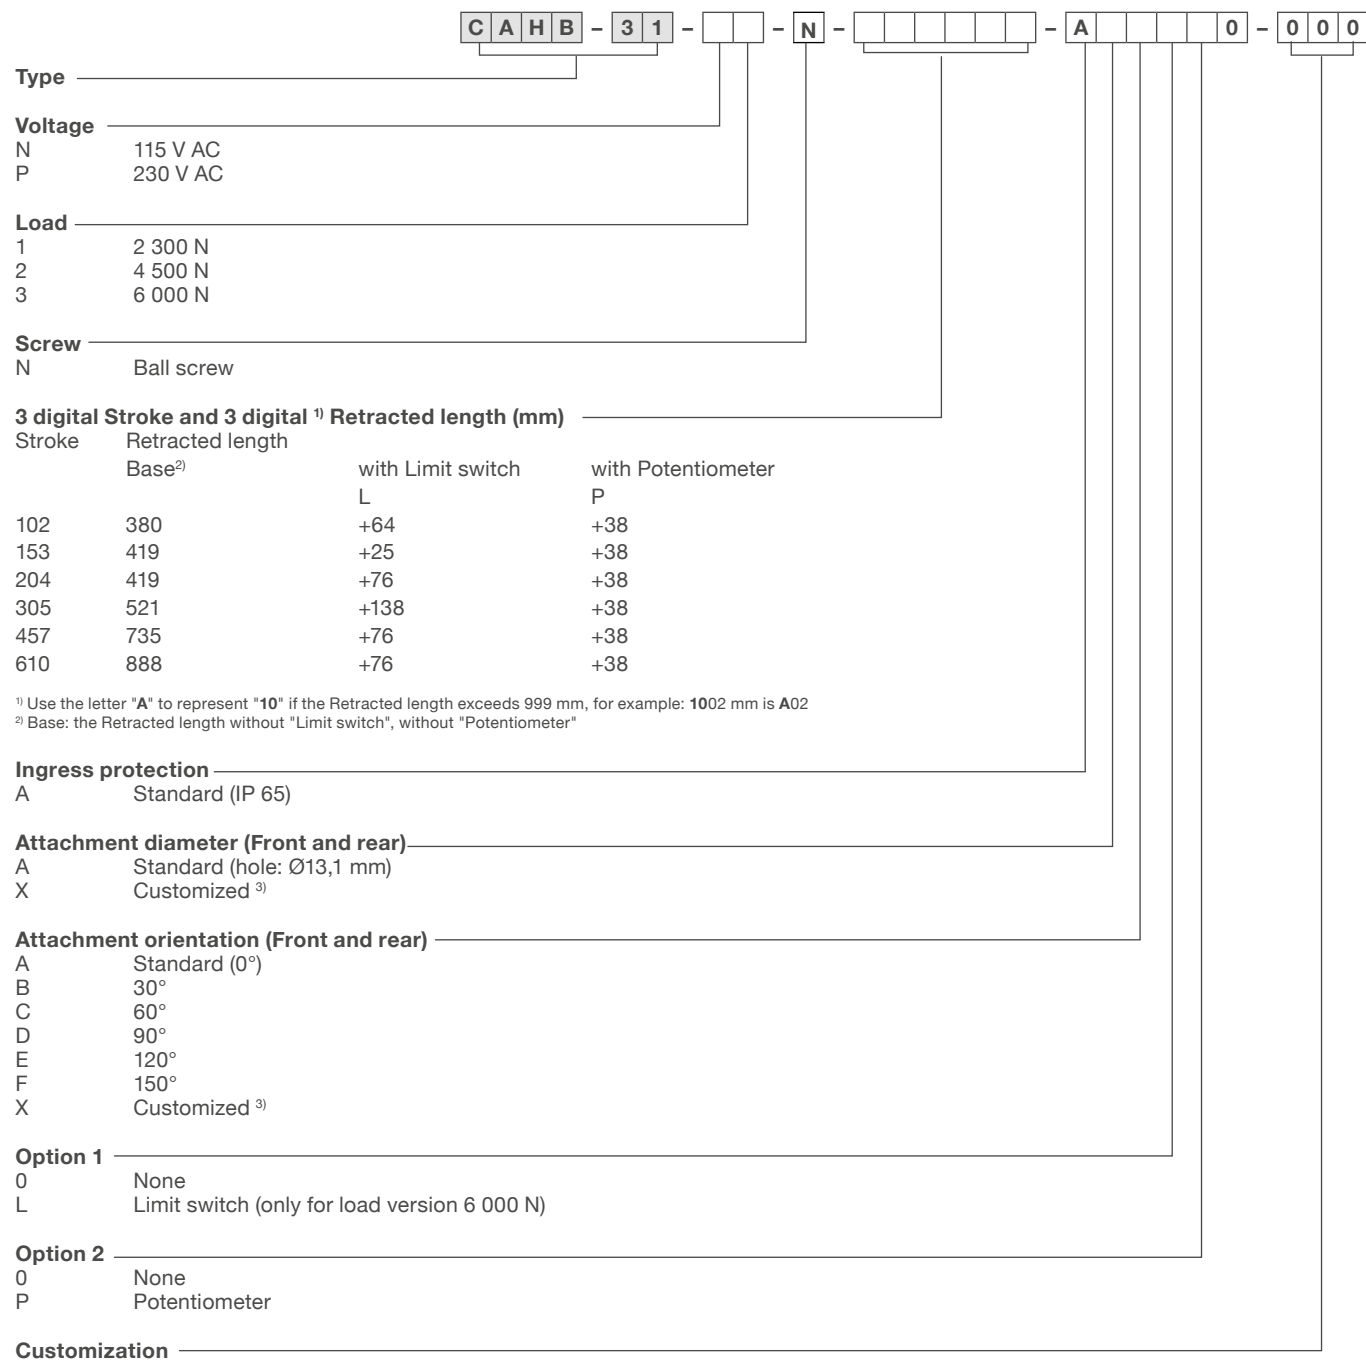 C A H B – 3 1 – – N – – A 0 – 0 0 0
Type
Voltage
N 115 V AC
P 230 V AC
Load
1 2 300 N
2 4 500 N
3 6 000 N
Screw
N Ball screw
3 digital Stroke and 3 digital 1) Retracted length (mm)
Stroke Retracted length
Base2) with Limit switch with Potentiometer
L P
102 380 +64 +38
153 419 +25 +38
204 419 +76 +38
305 521 +138 +38
457 735 +76 +38
610 888 +76 +38
1) Use the letter "A" to represent "10" if the Retracted length exceeds 999 mm, for example: 1002 mm is A02
2) Base: the Retracted length without "Limit switch", without "Potentiometer"
Ingress protection
A Standard (IP 65)
Attachment diameter (Front and rear)
A Standard (hole: Ø13,1 mm)
X Customized 3)
Attachment orientation (Front and rear)
A Standard (0°)
B 30°
C 60°
D 90°
E 120°
F 150°
X Customized 3)
Option 1
0 None
L Limit switch (only for load version 6 000 N)
Option 2
0 None
P Potentiometer
Customization